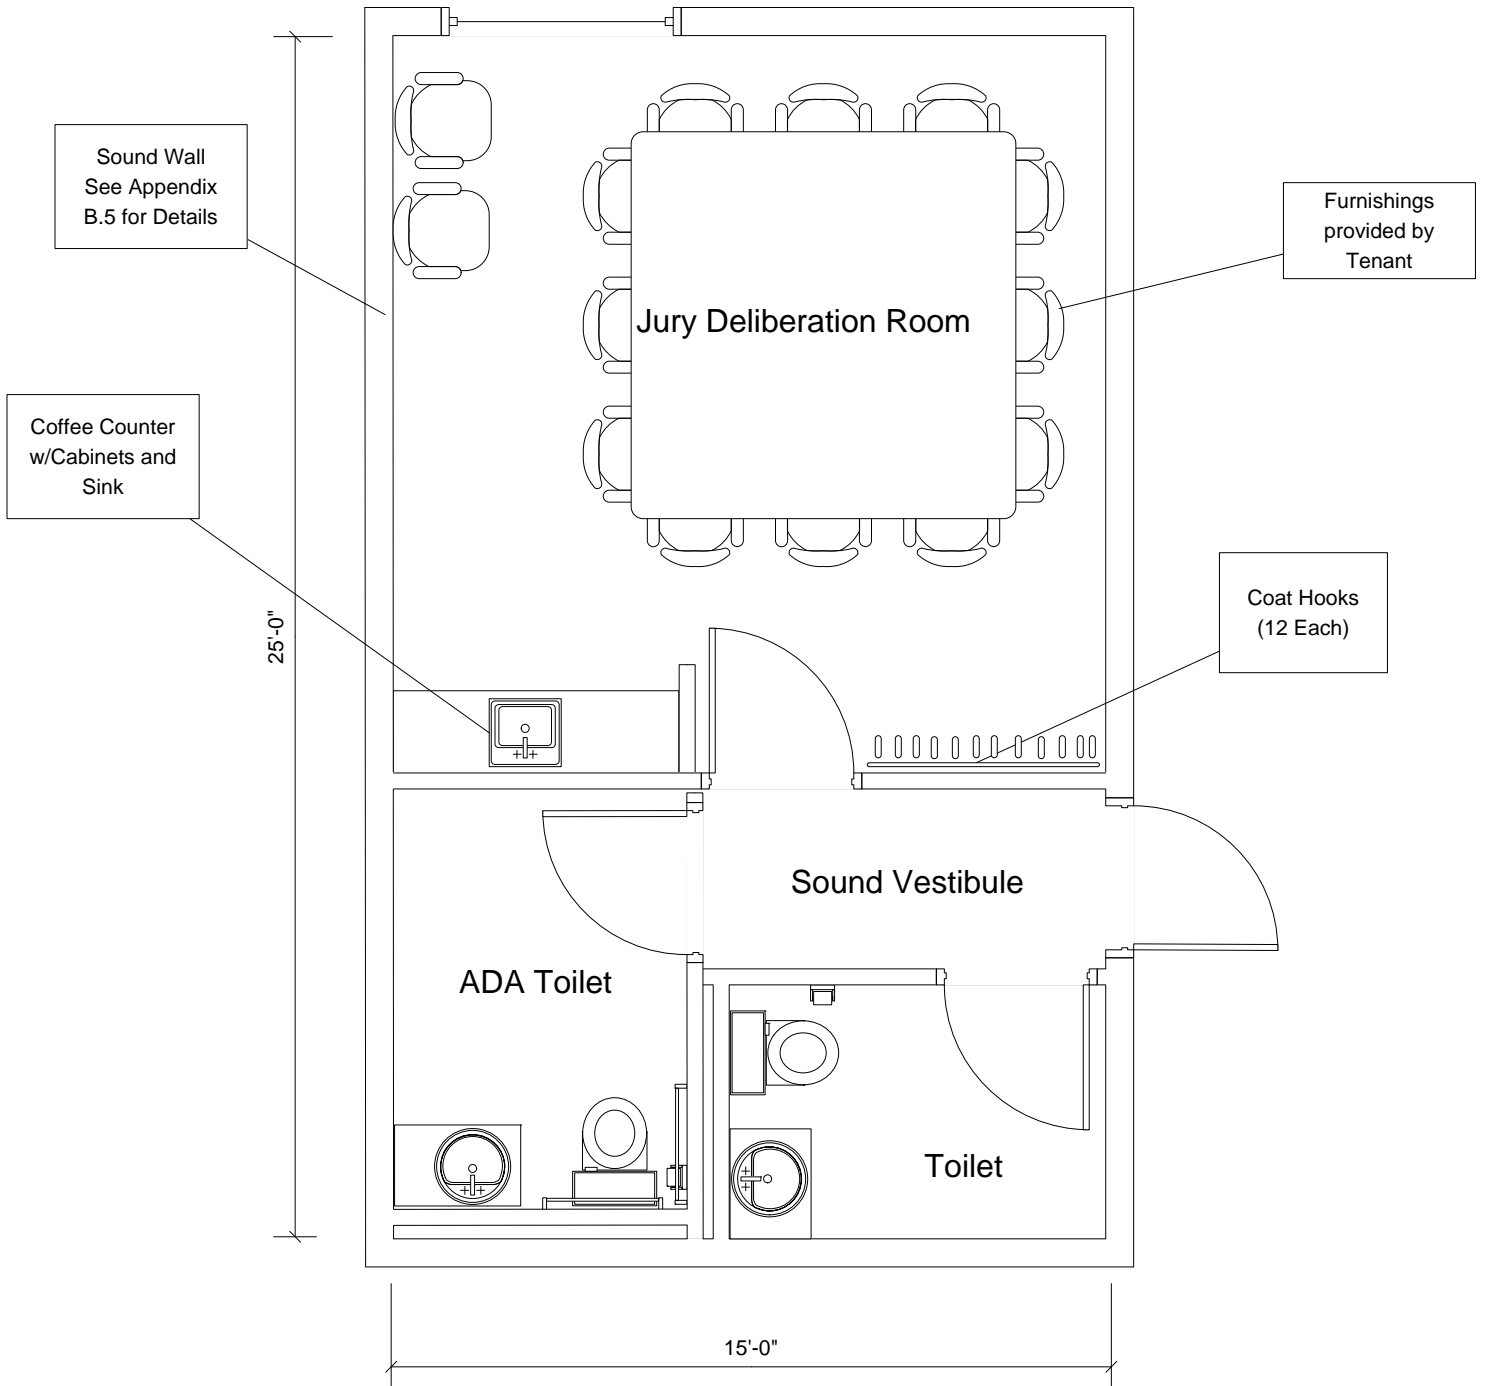 Sound Wall
See Appendix
B.5 for Details
Furnishings
provided by
Tenant
Jury Deliberation Room
Coffee Counter
w/Cabinets and
Sink
25'-0"
Coat Hooks
(12 Each)
Sound Vestibule
ADA Toilet
Toilet
15'-0"